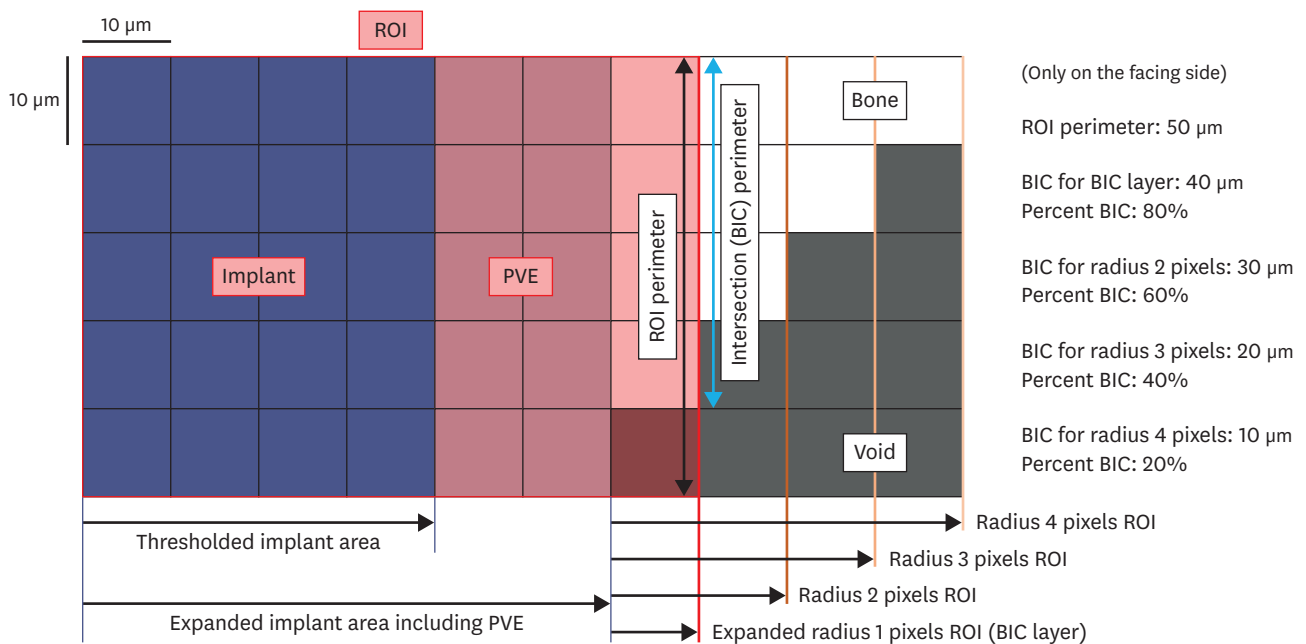 10 µm
ROI
10 µm
Bone
ROI perimeter
Intersection (BIC) perimeter
Implant
PVE
Void
(Only on the facing side)
ROI perimeter: 50 µm
BIC for BIC layer: 40 µm
Percent BIC: 80%
BIC for radius 2 pixels: 30 µm
Percent BIC: 60%
BIC for radius 3 pixels: 20 µm
Percent BIC: 40%
BIC for radius 4 pixels: 10 µm
Percent BIC: 20%
Thresholded implant area
Radius 4 pixels ROI
Radius 3 pixels ROI
Radius 2 pixels ROI
Expanded implant area including PVE
Expanded radius 1 pixels ROI (BIC layer)